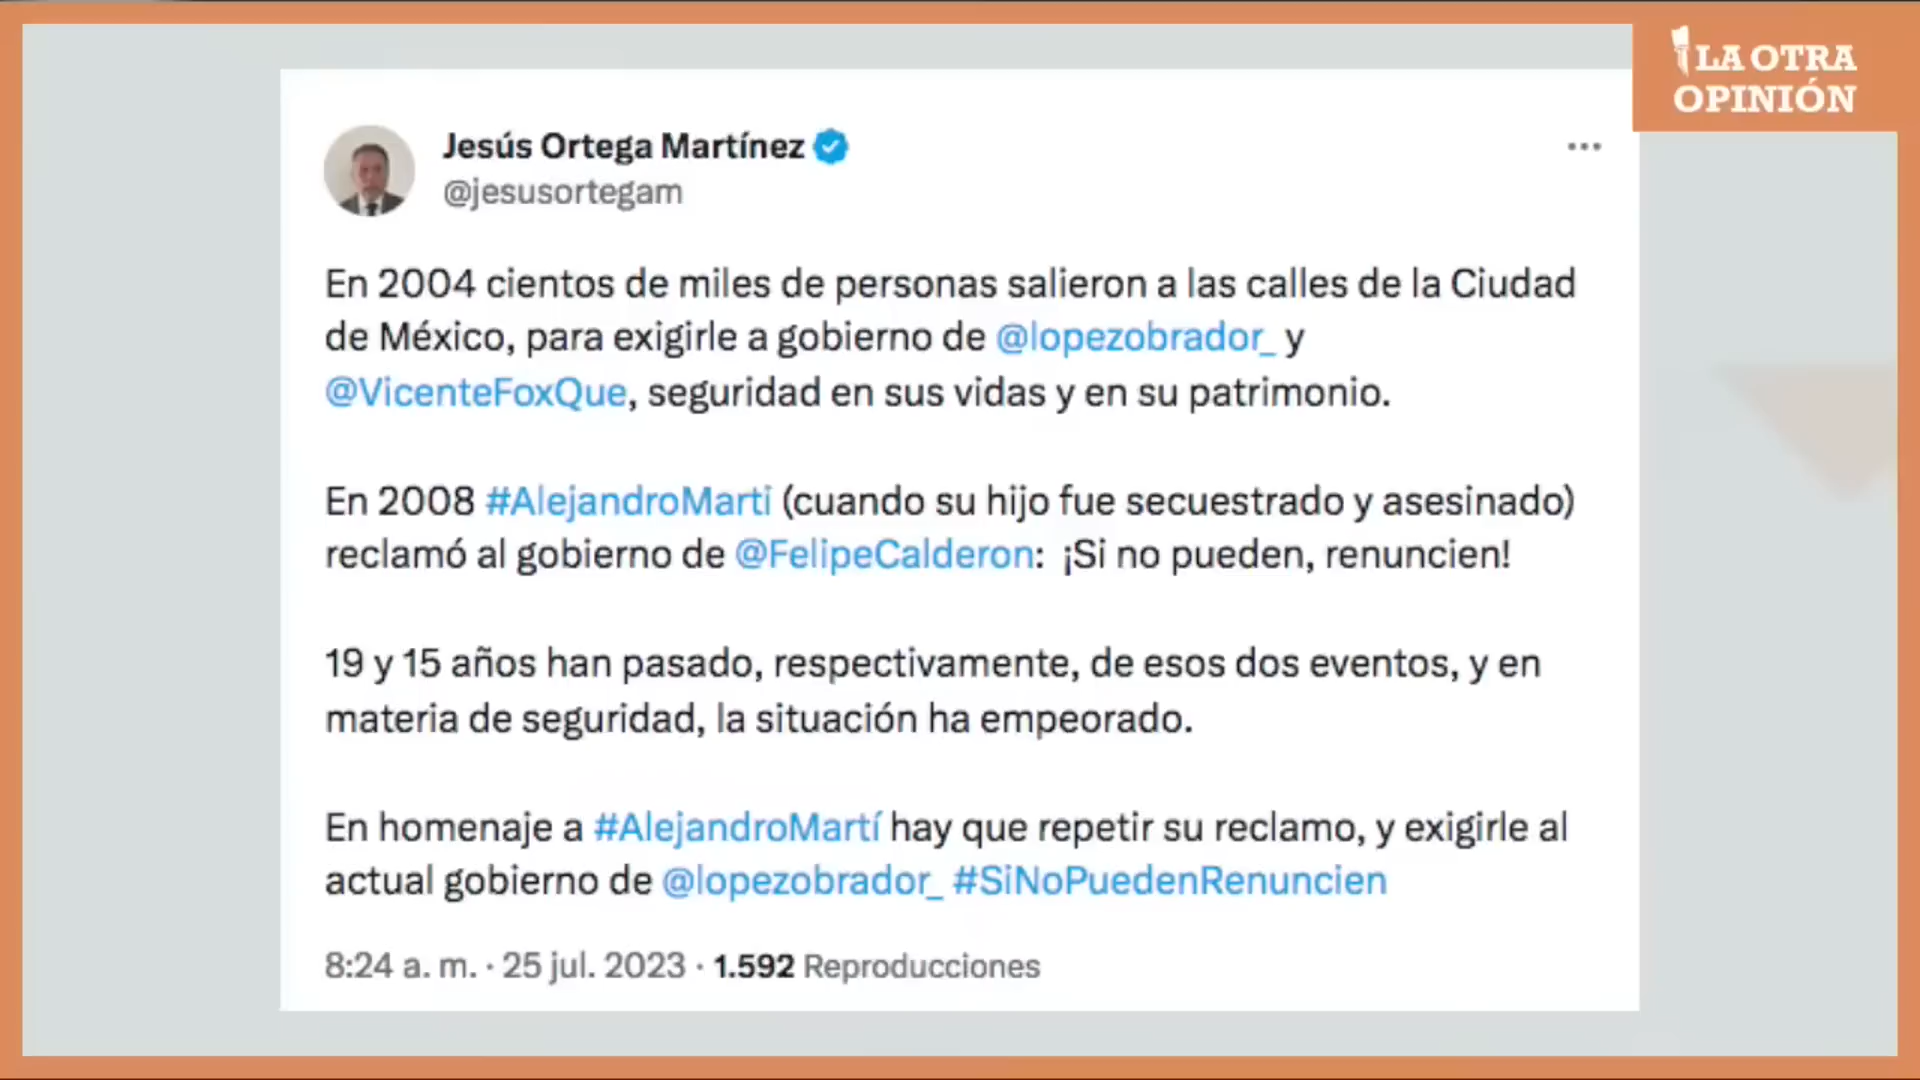 LA OTRA
OPINIÓN
Jesús Ortega Martínez
@jesusortegam
En 2004 cientos de miles de personas salieron a las calles de la Ciudad
de México, para exigirle a gobierno de @lopezobrador_ y
@VicenteFoxQue, seguridad en sus vidas y en su patrimonio.
En 2008 #AlejandroMarti (cuando su hijo fue secuestrado y asesinado)
reclamó al gobierno de @FelipeCalderon: ¡Si no pueden, renuncien!
19 y 15 años han pasado, respectivamente, de esos dos eventos, y en
materia de seguridad, la situación ha empeorado.
En homenaje a #AlejandroMartí hay que repetir su reclamo, y exigirle al
actual gobierno de @lopezobrador_ #SiNoPuedenRenuncien
8:24 a. m. · 25 jul. 2023 · 1.592 Reproducciones